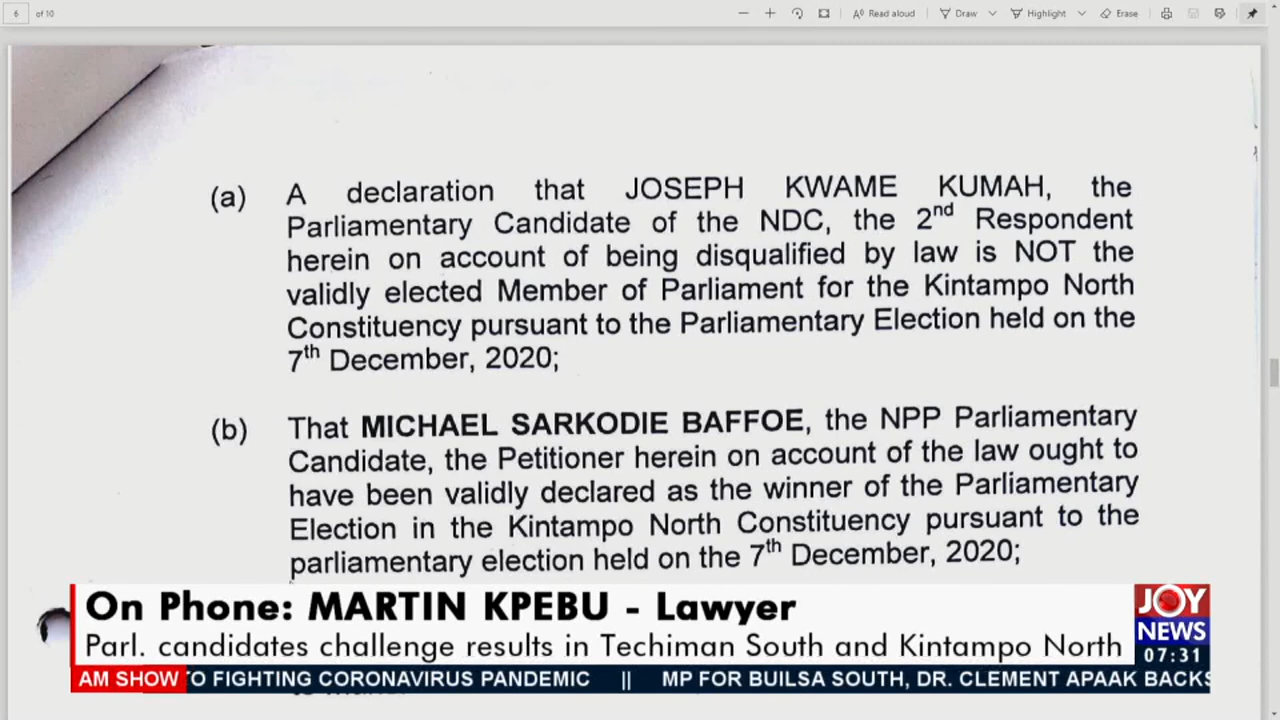 6 of 10 Read aloud Draw Highlight Erase
(a) A declaration that JOSEPH KWAME KUMAH, the
Parliamentary Candidate of the NDC, the 2nd Respondent
herein on account of being disqualified by law is NOT the
validly elected Member of Parliament for the Kintampo North
Constituency pursuant to the Parliamentary Election held on the
7th December, 2020;
(b) That MICHAEL SARKODIE BAFFOE, the NPP Parliamentary
Candidate, the Petitioner herein on account of the law ought to
have been validly declared as the winner of the Parliamentary
Election in the Kintampo North Constituency pursuant to the
parliamentary election held on the 7th December, 2020;
On Phone: MARTIN KPEBU - Lawyer
Parl. candidates challenge results in Techiman South and Kintampo North
JOY
NEWS
07:31
AM SHOW TO FIGHTING CORONAVIRUS PANDEMIC || MP FOR BUILSA SOUTH, DR. CLEMENT APAAK BACKS